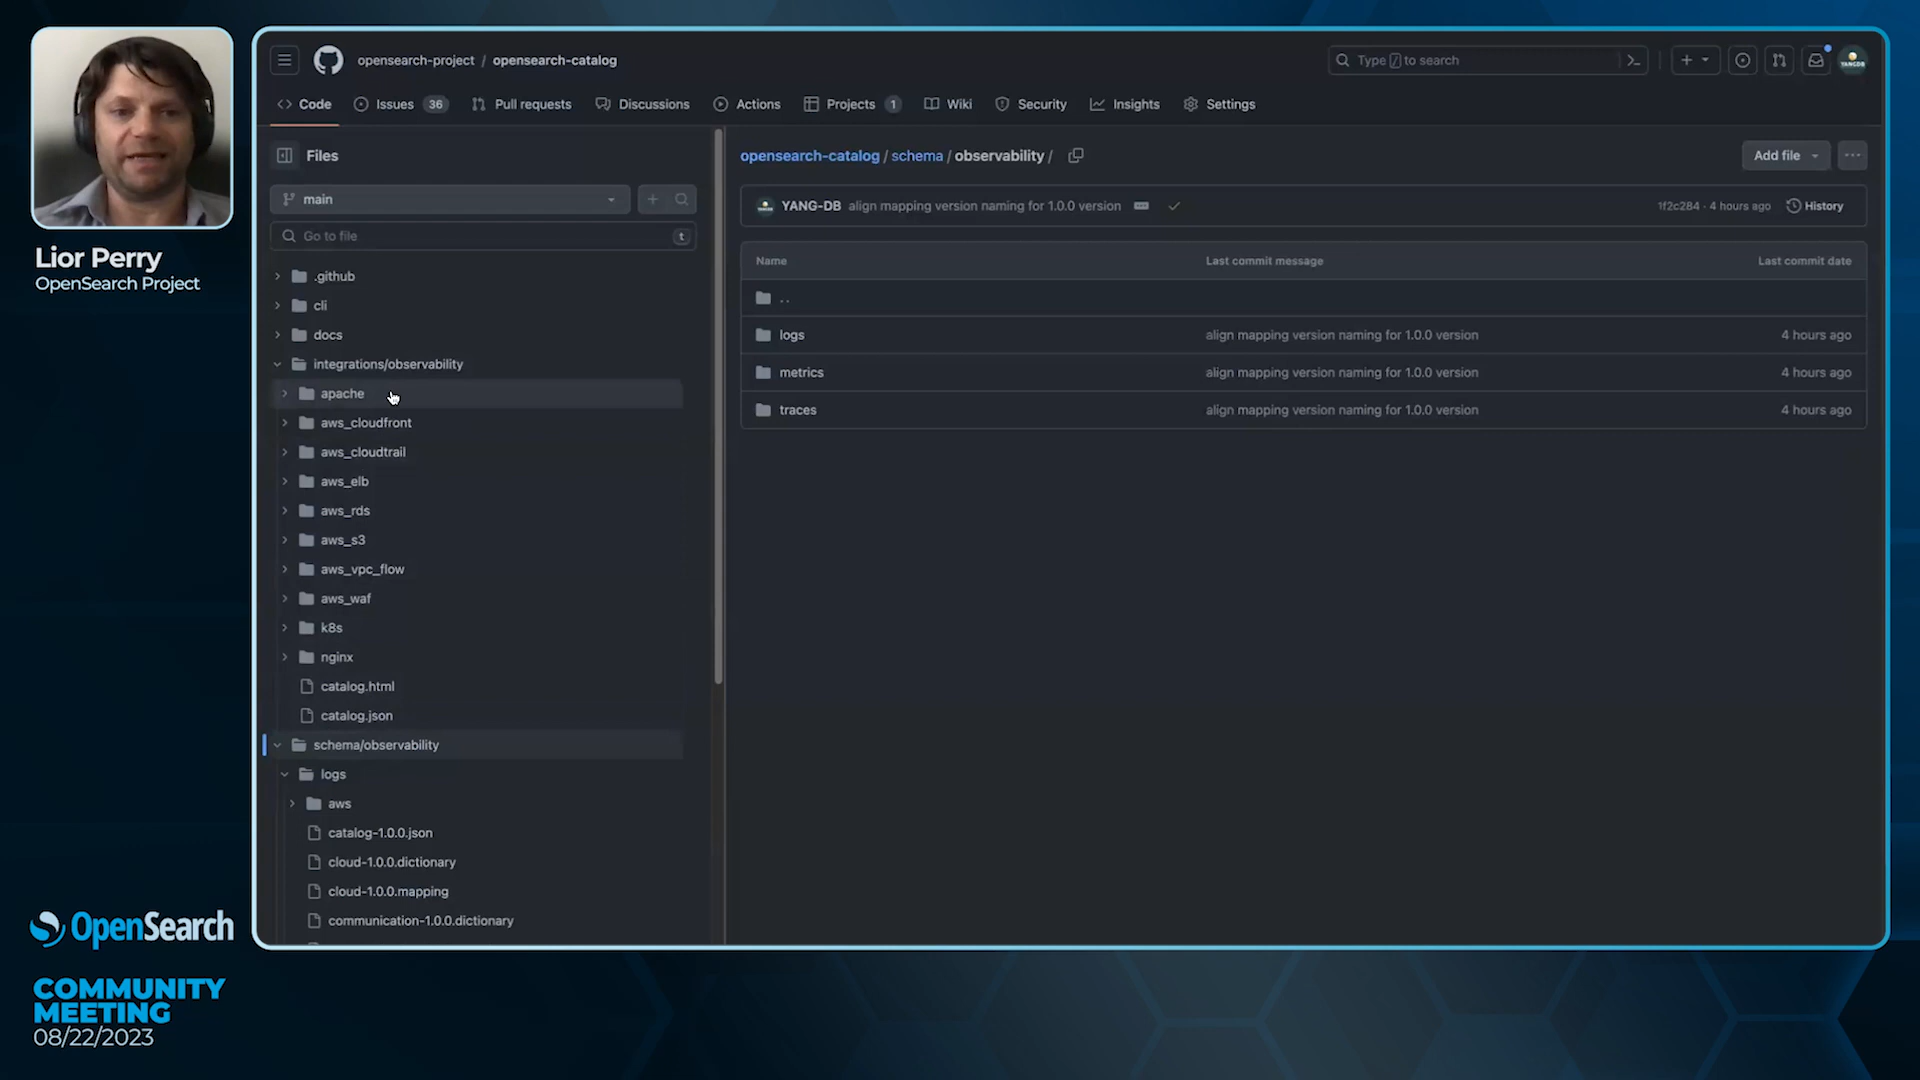 Lior Perry
OpenSearch Project
OpenSearch
COMMUNITY
MEETING
08/22/2023
opensearch-project / opensearch-catalog
Type / to search
YANGDB
Code
Issues 36
Pull requests
Discussions
Actions
Projects 1
Wiki
Security
Insights
Settings
Files
main
Go to file
t
.github
cli
docs
integrations/observability
apache
aws_cloudfront
aws_cloudtrail
aws_elb
aws_rds
aws_s3
aws_vpc_flow
aws_waf
k8s
nginx
catalog.html
catalog.json
schema/observability
logs
aws
catalog-1.0.0.json
cloud-1.0.0.dictionary
cloud-1.0.0.mapping
communication-1.0.0.dictionary
opensearch-catalog / schema / observability /
Add file
YANG-DB align mapping version naming for 1.0.0 version
1f2c284 · 4 hours ago
History
Name Last commit message Last commit date
..
logs align mapping version naming for 1.0.0 version 4 hours ago
metrics align mapping version naming for 1.0.0 version 4 hours ago
traces align mapping version naming for 1.0.0 version 4 hours ago